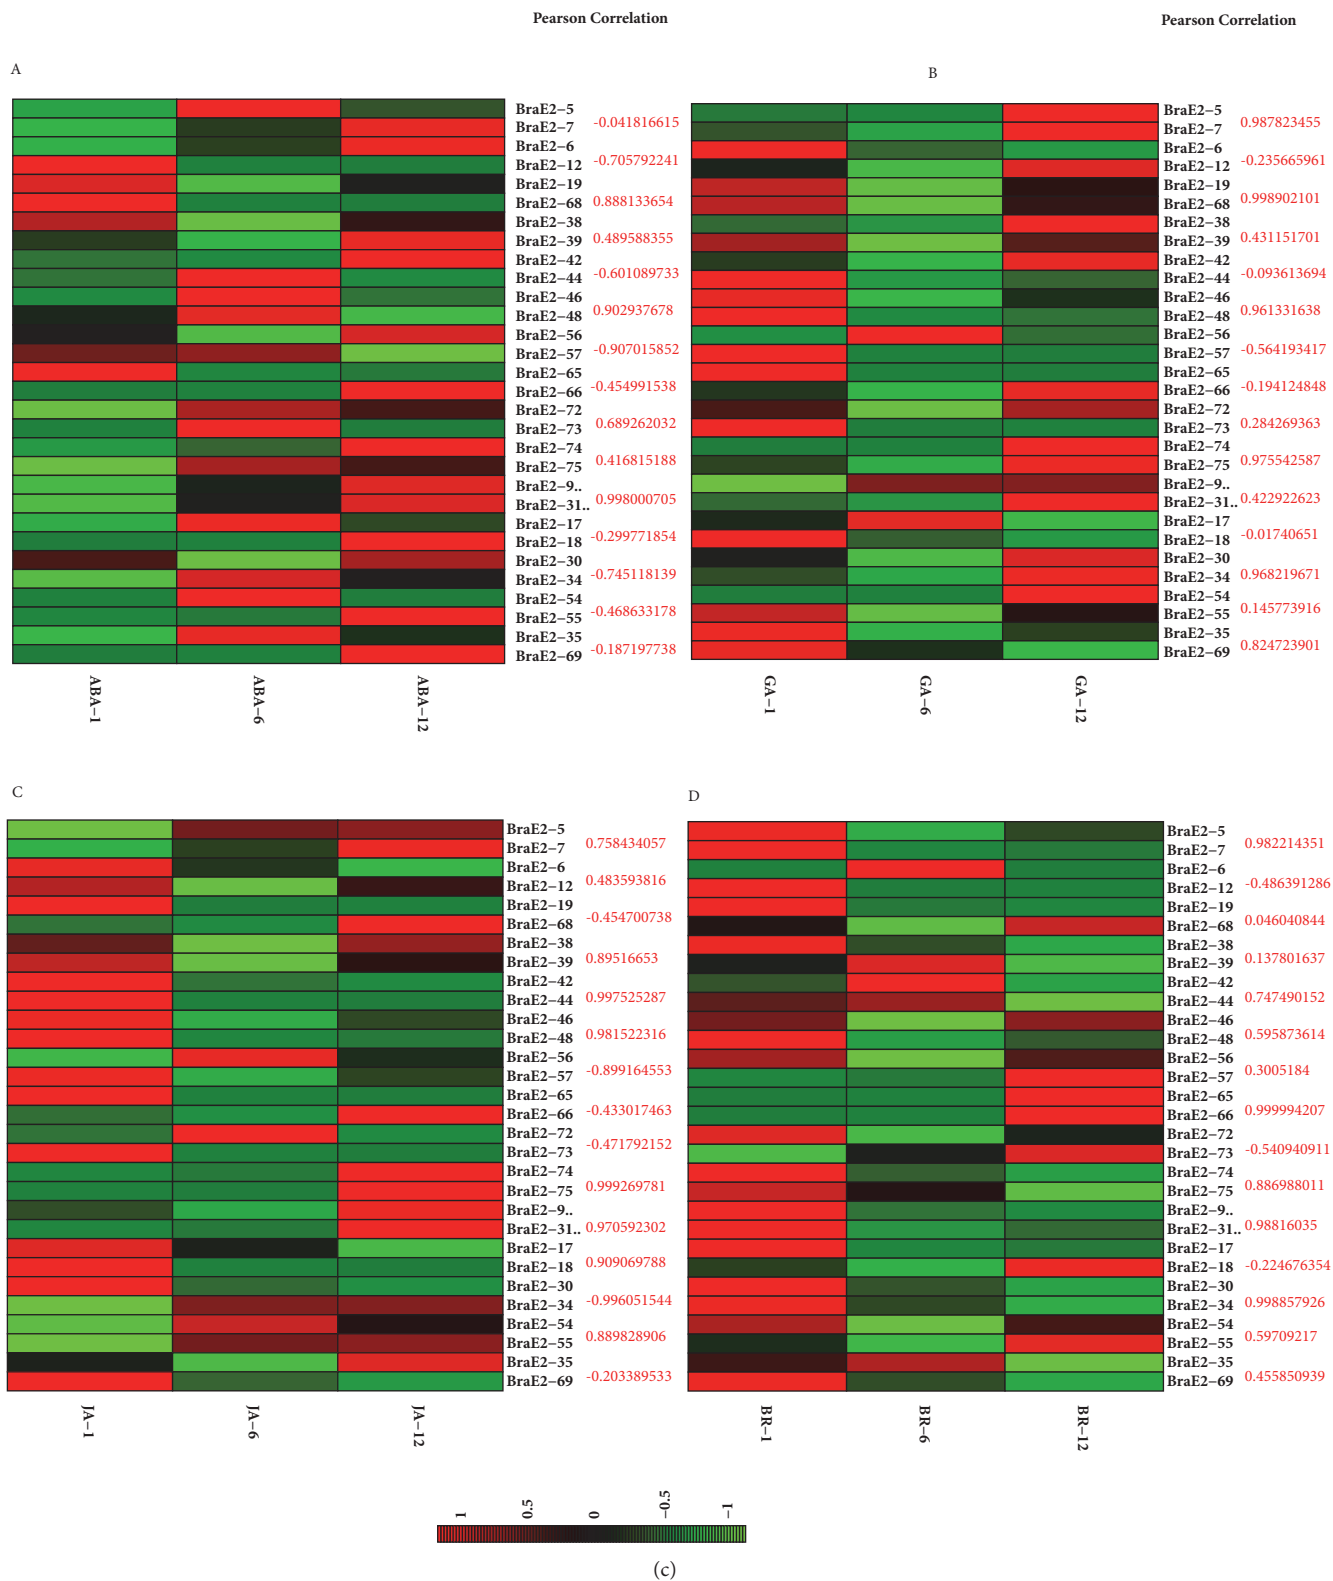 Pearson Correlation
Pearson Correlation
A
BraE2−5
BraE2−7
-0.041816615
BraE2−6
BraE2−12
-0.705792241
BraE2−19
BraE2−68
0.888133654
BraE2−38
BraE2−39
0.489588355
BraE2−42
BraE2−44
-0.601089733
BraE2−46
BraE2−48
0.902937678
BraE2−56
BraE2−57
-0.907015852
BraE2−65
BraE2−66
-0.454991538
BraE2−72
BraE2−73
0.689262032
BraE2−74
BraE2−75
0.416815188
BraE2−9..
BraE2−31..
0.998000705
BraE2−17
BraE2−18
-0.299771854
BraE2−30
BraE2−34
-0.745118139
BraE2−54
BraE2−55
-0.468633178
BraE2−35
BraE2−69
-0.187197738
ABA−1
ABA−6
ABA−12
B
BraE2−5
BraE2−7
0.987823455
BraE2−6
BraE2−12
-0.235665961
BraE2−19
BraE2−68
0.998902101
BraE2−38
BraE2−39
0.431151701
BraE2−42
BraE2−44
-0.093613694
BraE2−46
BraE2−48
0.961331638
BraE2−56
BraE2−57
-0.564193417
BraE2−65
BraE2−66
-0.194124848
BraE2−72
BraE2−73
0.284269363
BraE2−74
BraE2−75
0.975542587
BraE2−9..
BraE2−31..
0.422922623
BraE2−17
BraE2−18
-0.01740651
BraE2−30
BraE2−34
0.968219671
BraE2−54
BraE2−55
0.145773916
BraE2−35
BraE2−69
0.824723901
GA−1
GA−6
GA−12
C
BraE2−5
BraE2−7
0.758434057
BraE2−6
BraE2−12
0.483593816
BraE2−19
BraE2−68
-0.454700738
BraE2−38
BraE2−39
0.89516653
BraE2−42
BraE2−44
0.997525287
BraE2−46
BraE2−48
0.981522316
BraE2−56
BraE2−57
-0.899164553
BraE2−65
BraE2−66
-0.433017463
BraE2−72
BraE2−73
-0.471792152
BraE2−74
BraE2−75
0.999269781
BraE2−9..
BraE2−31..
0.970592302
BraE2−17
BraE2−18
0.909069788
BraE2−30
BraE2−34
-0.996051544
BraE2−54
BraE2−55
0.889828906
BraE2−35
BraE2−69
-0.203389533
JA−1
JA−6
JA−12
D
BraE2−5
BraE2−7
0.982214351
BraE2−6
BraE2−12
-0.486391286
BraE2−19
BraE2−68
0.046040844
BraE2−38
BraE2−39
0.137801637
BraE2−42
BraE2−44
0.747490152
BraE2−46
BraE2−48
0.595873614
BraE2−56
BraE2−57
0.3005184
BraE2−65
BraE2−66
0.999994207
BraE2−72
BraE2−73
-0.540940911
BraE2−74
BraE2−75
0.886988011
BraE2−9..
BraE2−31..
0.98816035
BraE2−17
BraE2−18
-0.224676354
BraE2−30
BraE2−34
0.998857926
BraE2−54
BraE2−55
0.59709217
BraE2−35
BraE2−69
0.455850939
BR−1
BR−6
BR−12
1
0.5
0
−0.5
−1
(c)